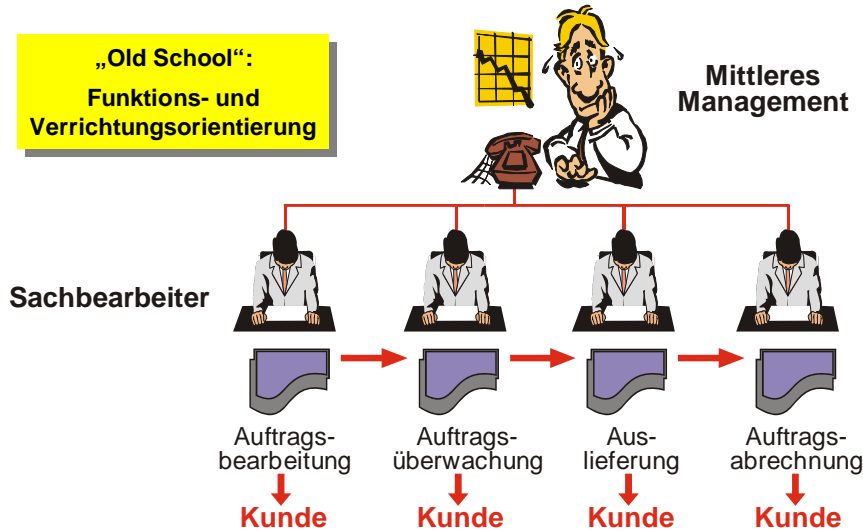 „Old School“:
Funktions- und
Verrichtungsorientierung
Mittleres
Management
Sachbearbeiter
Auftrags-
bearbeitung
Auftrags-
überwachung
Aus-
lieferung
Auftrags-
abrechnung
Kunde
Kunde
Kunde
Kunde